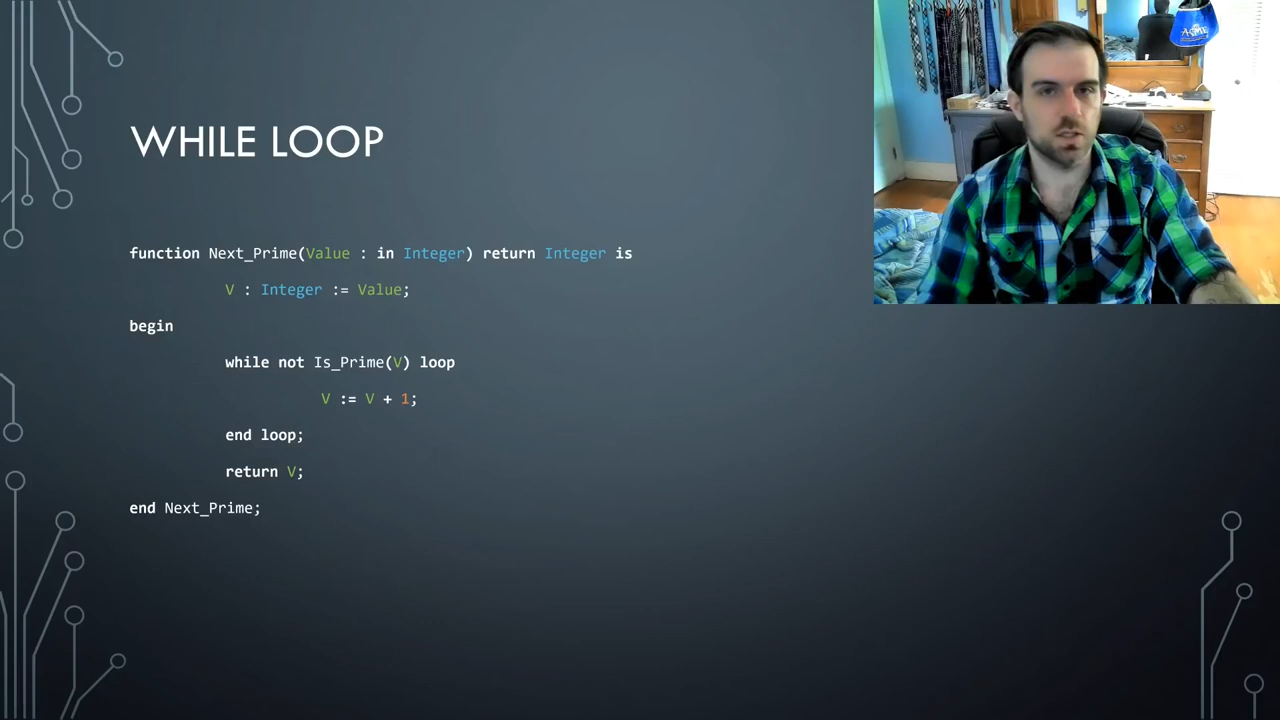 WHILE LOOP
function Next_Prime(Value : in Integer) return Integer is
V : Integer := Value;
begin
while not Is_Prime(V) loop
V := V + 1;
end loop;
return V;
end Next_Prime;
ACME